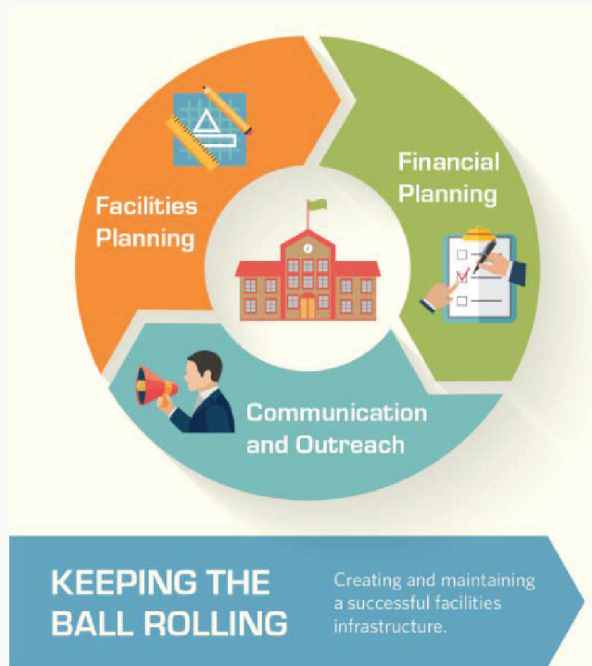 Facilities
Planning
Financial
Planning
Communication
and Outreach
KEEPING THE
BALL ROLLING
Creating and maintaining
a successful facilities
infrastructure.